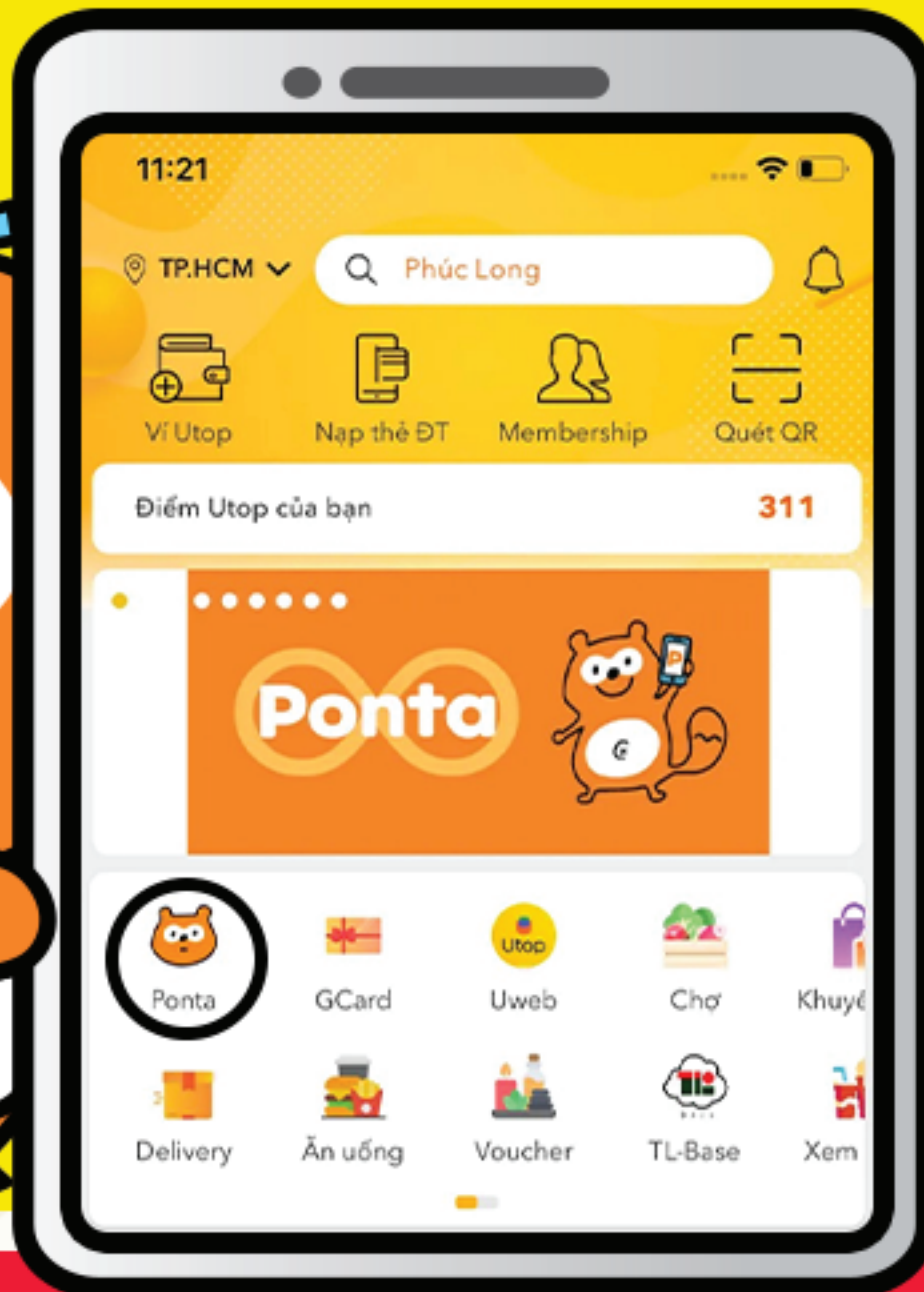 11:21
TP.HCM
Phúc Long
Ví Utop
Nạp thẻ ĐT
Membership
Quét QR
Điểm Utop của bạn
311
Ponta
Ponta
GCard
Utop
Uweb
Chợ
Khuyế
Delivery
Ăn uống
Voucher
TL-Base
Xem